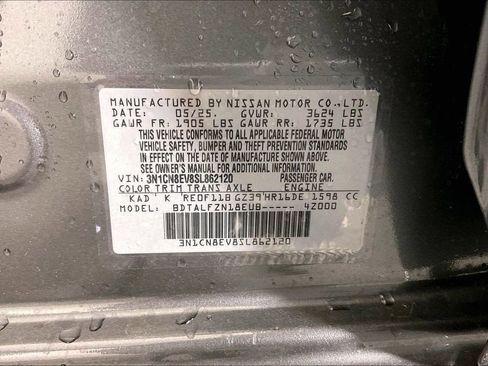 MANUFACTURED BY NISSAN MOTOR CO., LTD.
DATE: 05/25. GVWR: 3624 LBS
GAWR FR: 1905 LBS GAWR RR: 1735 LBS
THIS VEHICLE CONFORMS TO ALL APPLICABLE FEDERAL MOTOR
VEHICLE SAFETY, BUMPER AND THEFT PREVENTION STANDARDS
IN EFFECT ON THE DATE OF MANUFACTURE SHOWN ABOVE.
SEE OWNER'S MANUAL FOR ADDITIONAL INFORMATION.
VIN: 3N1CN8EV8SL862120 PASSENGER CAR.
COLOR TRIM TRANS AXLE ENGINE
KAD ' K 'RE0F11B GZ39'HR16DE 1598 CC
MODEL: BDTALFZN18EUB----- 4Z000
3N1CN8EV8SL862120